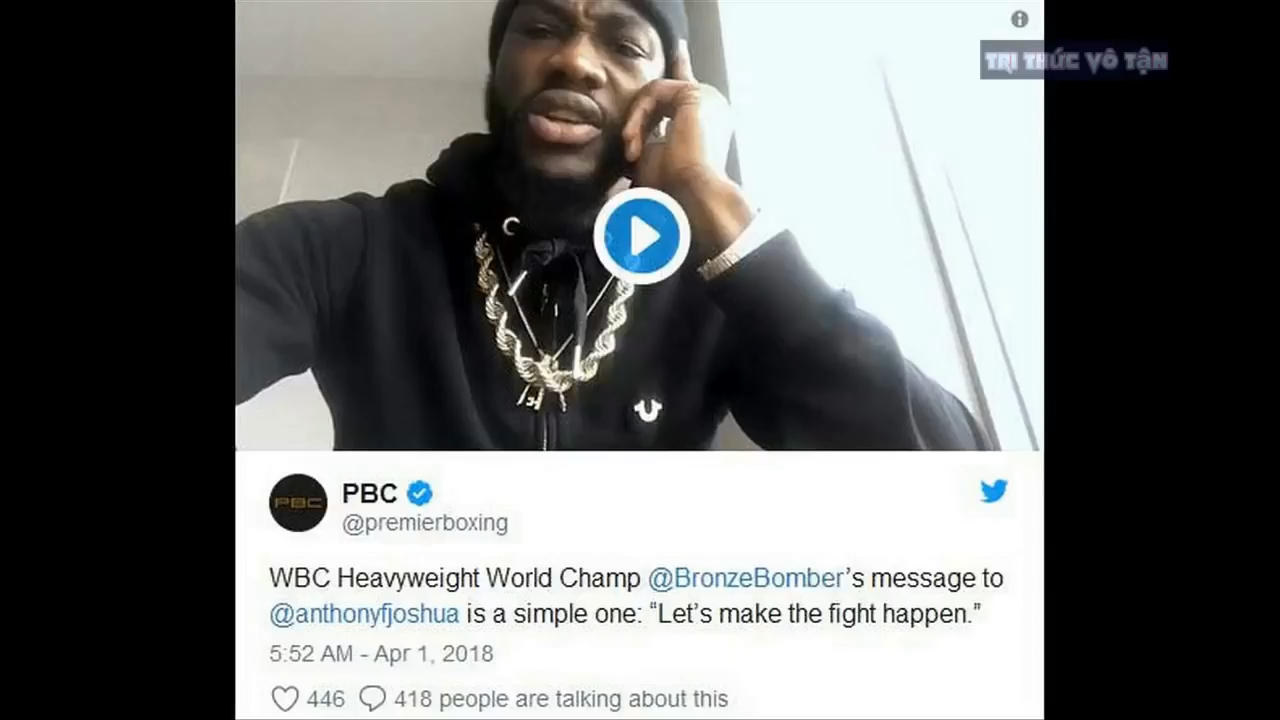 TRI THỨC VÔ TẬN
PBC
PBC
@premierboxing
WBC Heavyweight World Champ @BronzeBomber’s message to
@anthonyfjoshua is a simple one: “Let’s make the fight happen.”
5:52 AM - Apr 1, 2018
446 418 people are talking about this